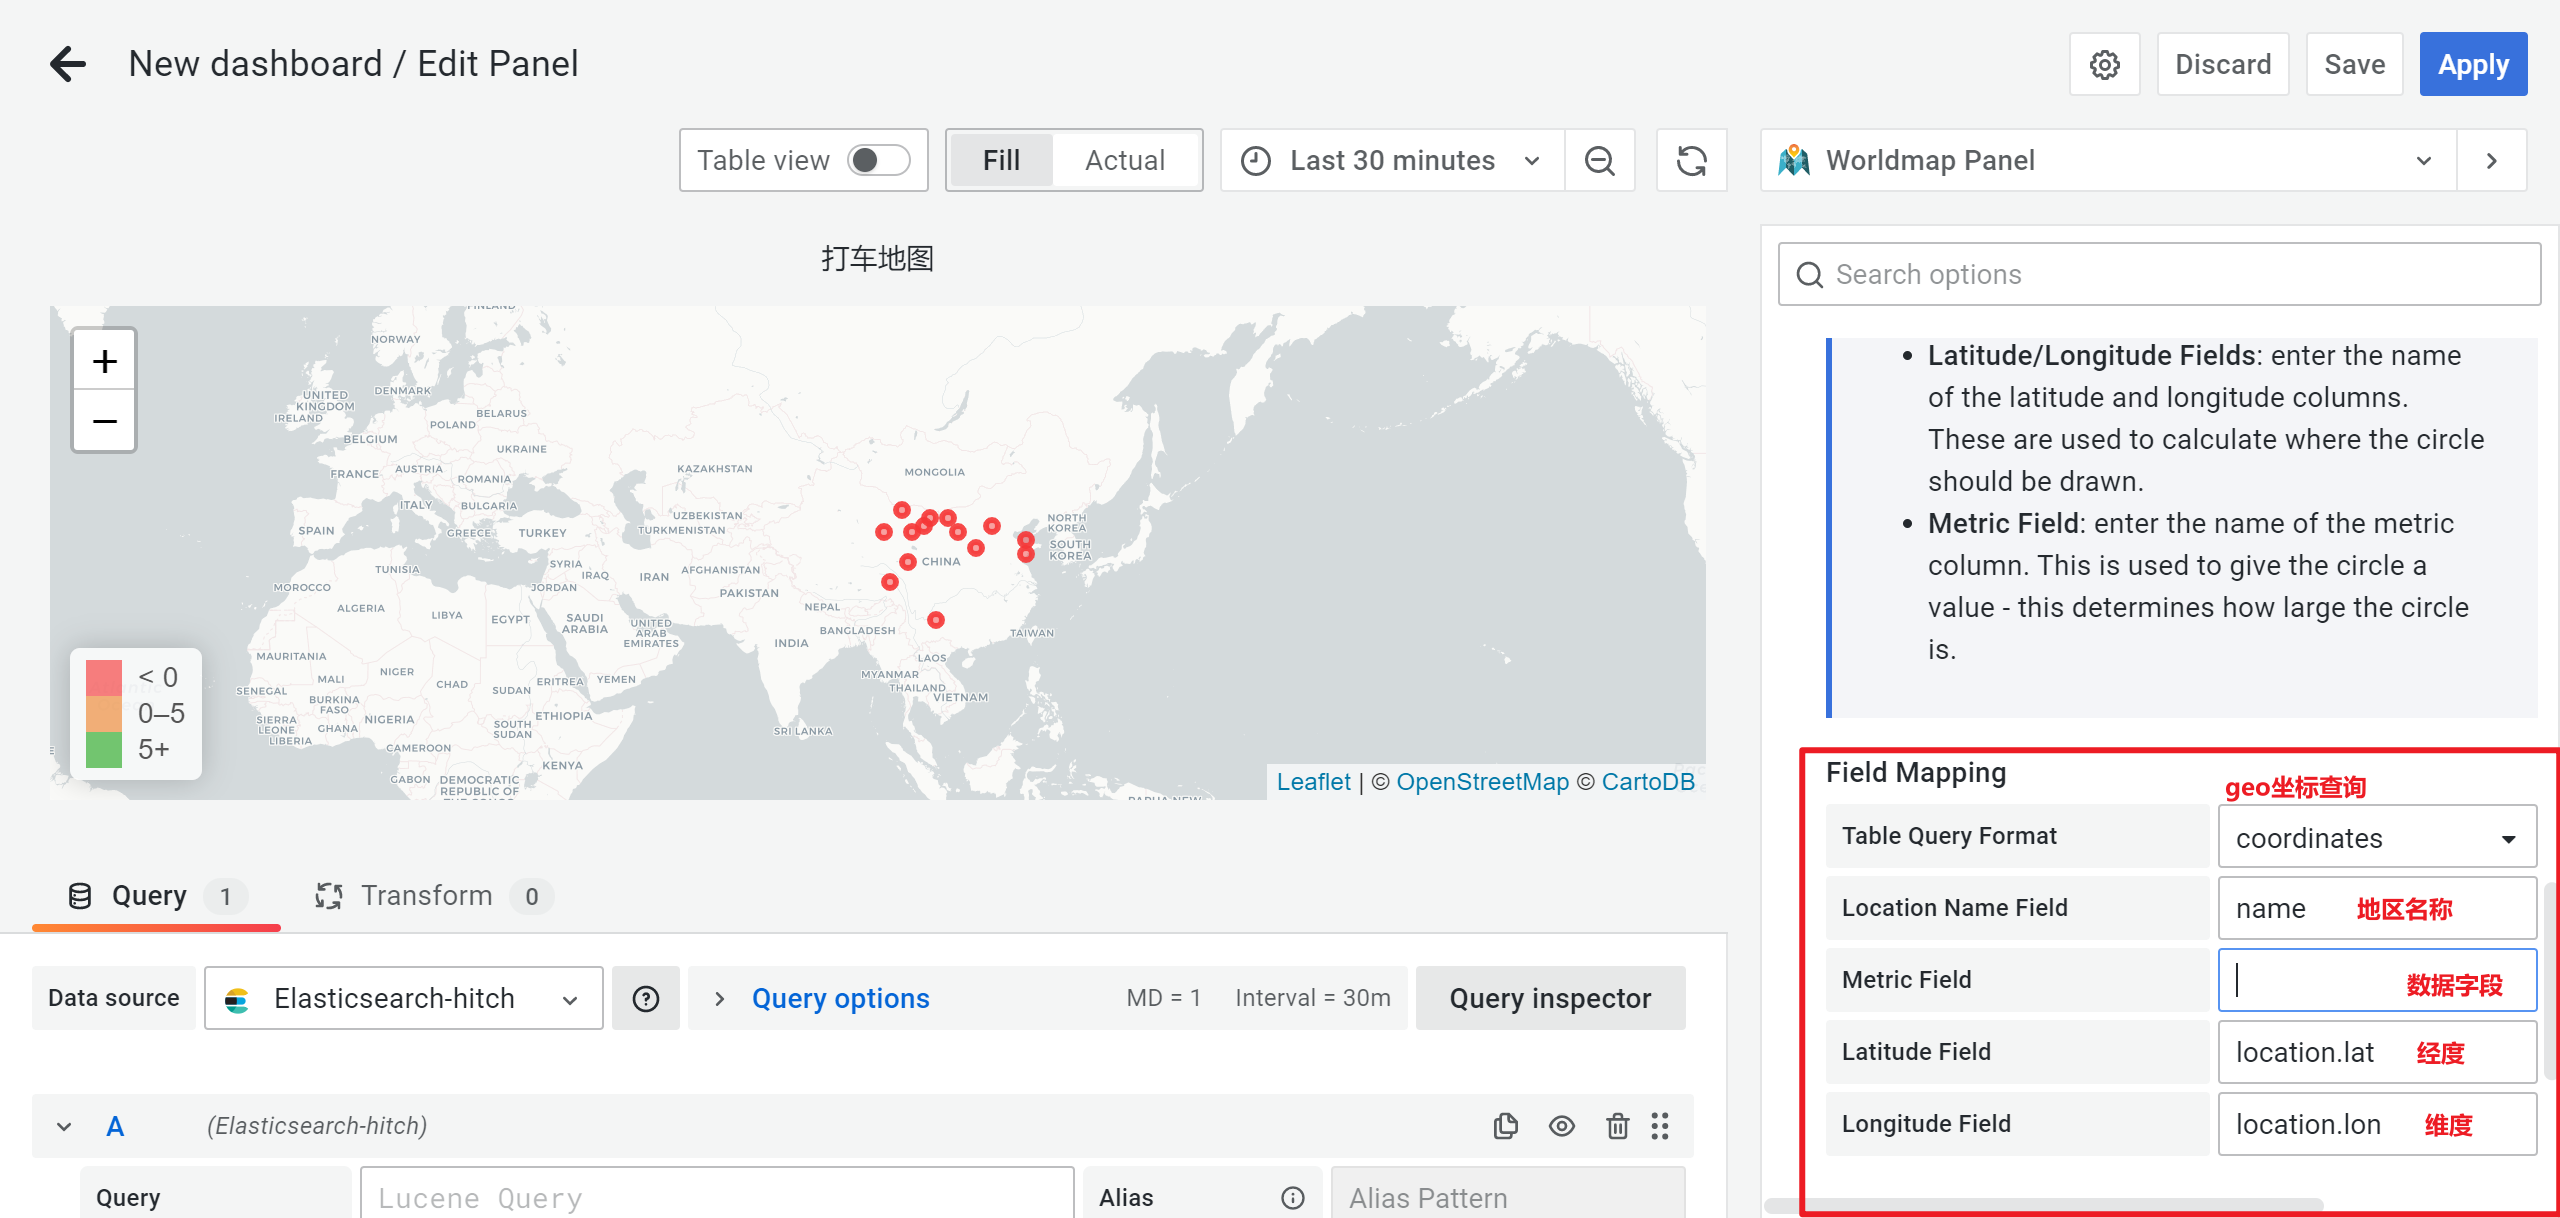 New dashboard / Edit Panel
Discard
Save
Apply
Table view
Fill
Actual
Last 30 minutes
Worldmap Panel
打车地图
Search options
Latitude/Longitude Fields: enter the name
of the latitude and longitude columns.
These are used to calculate where the circle
should be drawn.
Metric Field: enter the name of the metric
column. This is used to give the circle a
value - this determines how large the circle
is.
+
−
NORWAY
UNITED
KINGDOM
IRELAND
DENMARK
BELARUS
POLAND
BELGIUM
UKRAINE
FRANCE
AUSTRIA
ROMANIA
ITALY
BULGARIA
SPAIN
GREECE
TURKEY
KAZAKHSTAN
MONGOLIA
UZBEKISTAN
TURKMENISTAN
NORTH
KOREA
SOUTH
KOREA
CHINA
TUNISIA
SYRIA
IRAQ
IRAN
AFGHANISTAN
MOROCCO
JORDAN
PAKISTAN
NEPAL
ALGERIA
LIBYA
EGYPT
SAUDI
ARABIA
UNITED
ARAB
EMIRATES
INDIA
BANGLADESH
TAIWAN
MAURITANIA
MALI
NIGER
CHAD
SUDAN
ERITREA
YEMEN
LAOS
MYANMAR
THAILAND
VIETNAM
SENEGAL
BURKINA
FASO
SIERRA
LEONE
LIBERIA
GHANA
NIGERIA
SOUTH
SUDAN
ETHIOPIA
SRI LANKA
CAMEROON
KENYA
GABON
DEMOCRATIC
REPUBLIC OF
< 0
0–5
5+
Leaflet | © OpenStreetMap © CartoDB
Field Mapping
geo坐标查询
Table Query Format
coordinates
Location Name Field
name
地区名称
Metric Field
数据字段
Latitude Field
location.lat
经度
Longitude Field
location.lon
维度
Query 1
Transform 0
Data source
Elasticsearch-hitch
Query options
MD = 1
Interval = 30m
Query inspector
A
(Elasticsearch-hitch)
Query
Lucene Query
Alias
Alias Pattern